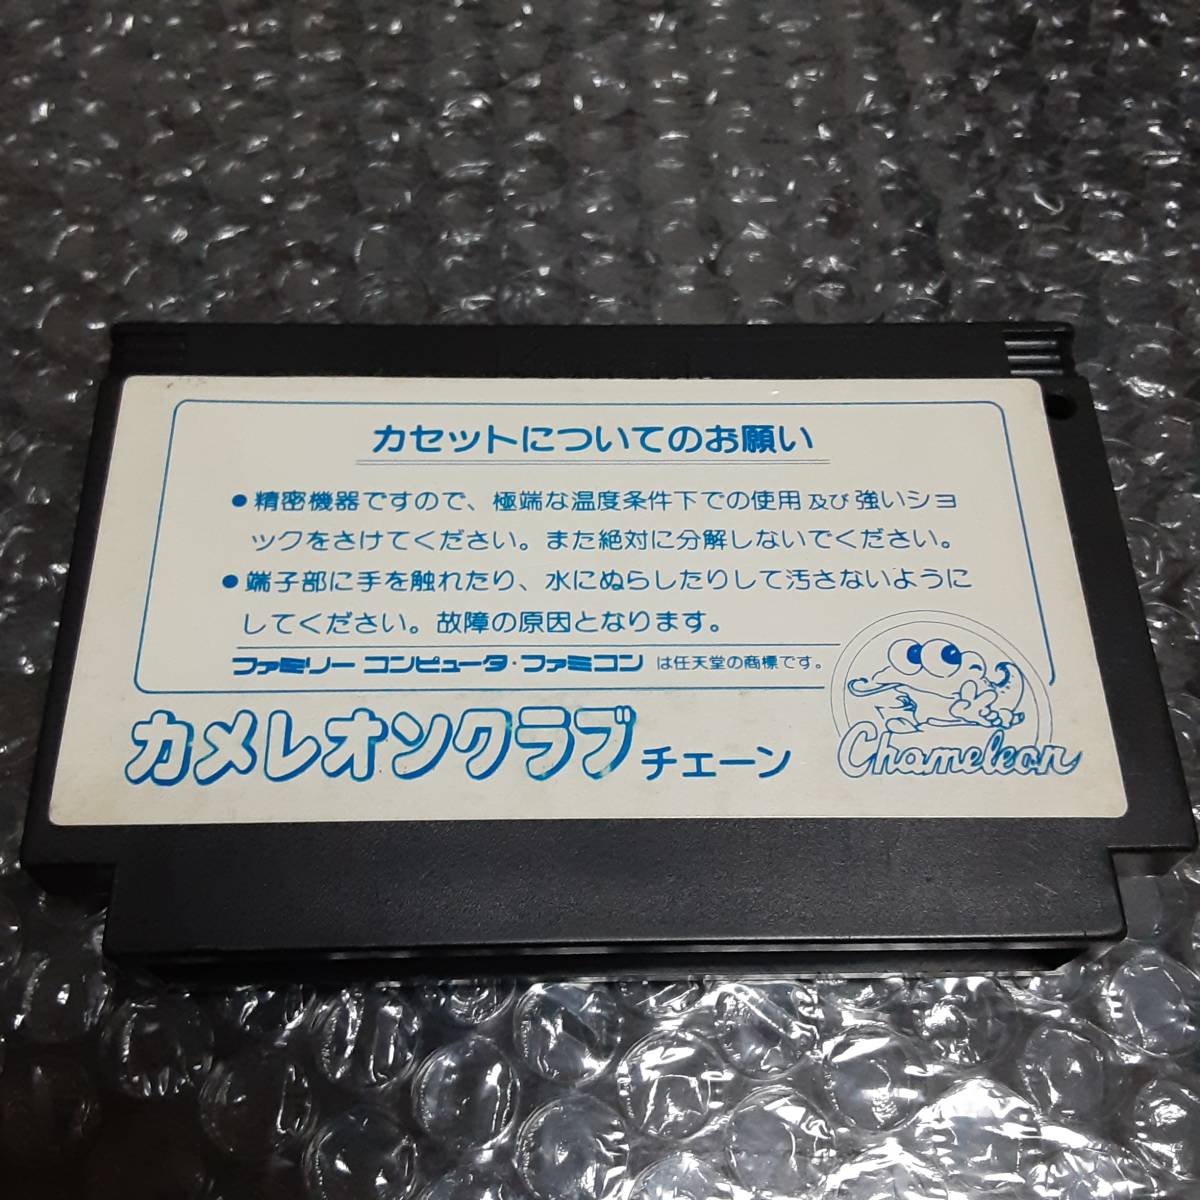 カセットについてのお願い
●精密機器ですので、極端な温度条件下での使用及び強いショ
ックをさけてください。また絶対に分解しないでください。
●端子部に手を触れたり、水にぬらしたりして汚さないように
してください。故障の原因となります。
ファミリーコンピュータ・ファミコンは任天堂の商標です。
カメレオンクラブチェーン
Chameleon